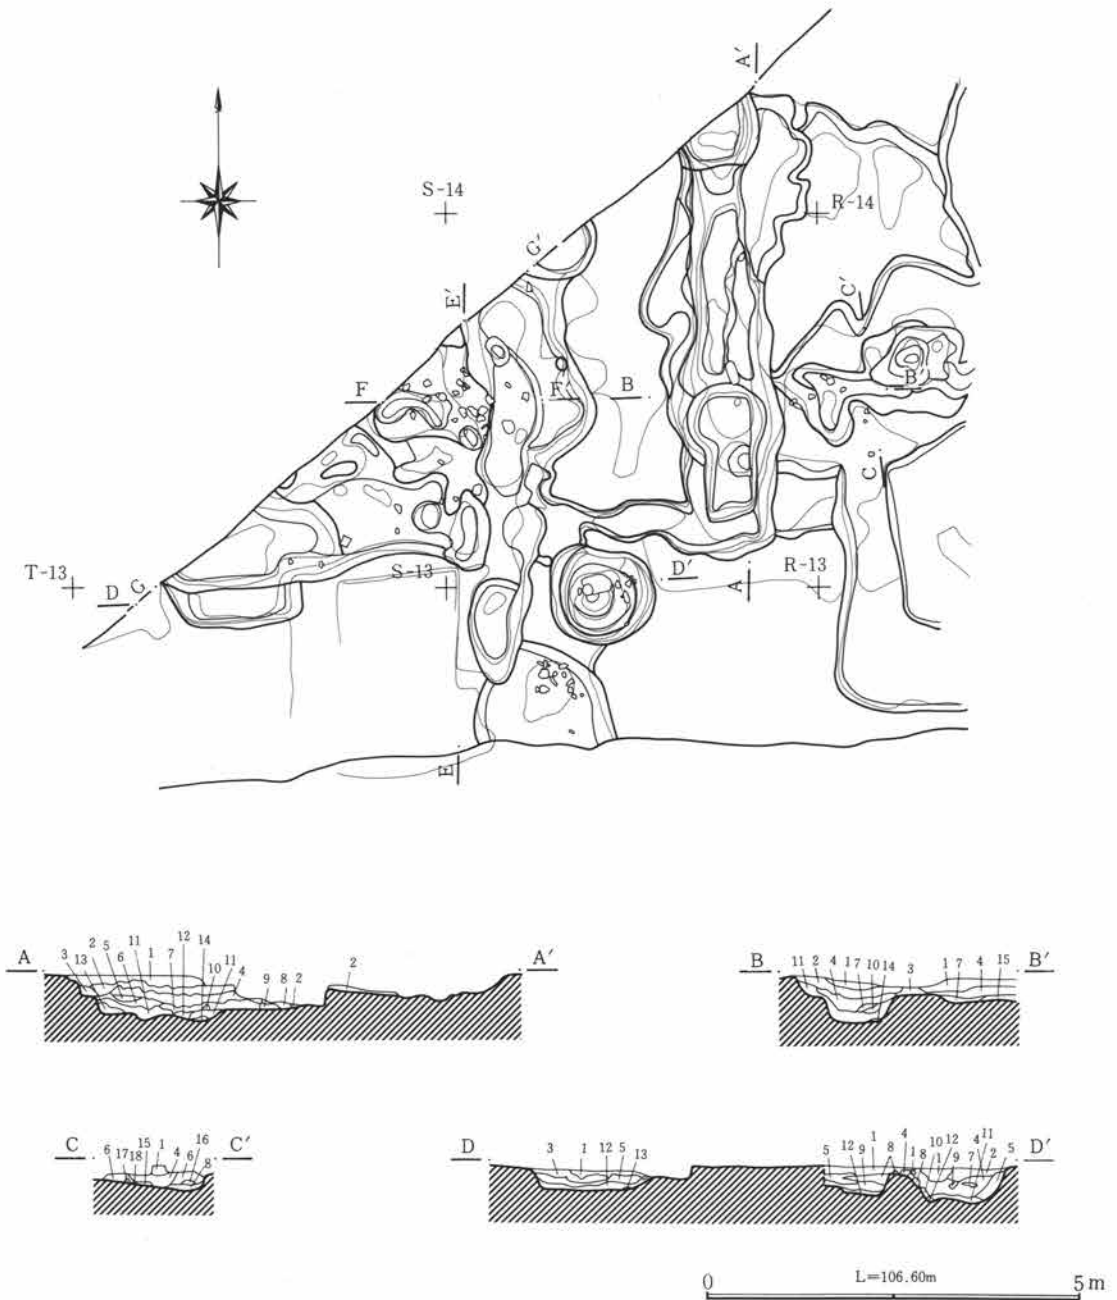 A'
S-14
R-14
G'
E'
C'
F
F'
B
B'
C
T-13
D
G
S-13
D'
A
R-13
E
A
3 13 2 5 6 11 1 7 12 14 10 11 4 9 8 2
2
A'
B
11 2 4 1 7 10 14 3 1 7 4 15
B'
C
6 17 18 15 1 4 16 6 8
C'
D
3 1 12 5 13
5 12 9 1 8 4 1 8 10 1 12 9 7 4 11 2 5
D'
0
L=106.60m
5m